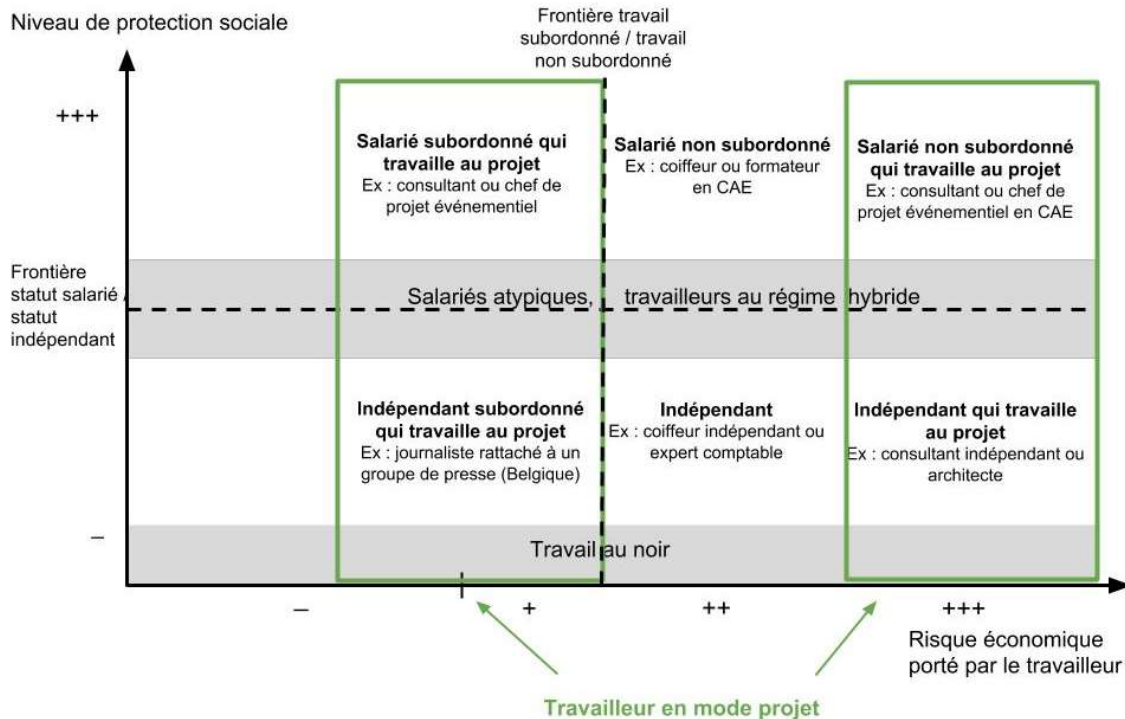 Niveau de protection sociale
Frontière travail
subordonné / travail
non subordonné
+++
Salarié subordonné qui
travaille au projet
Ex : consultant ou chef de
projet événementiel
Salarié non subordonné
Ex : coiffeur ou formateur
en CAE
Salarié non subordonné
qui travaille au projet
Ex : consultant ou chef de
projet événementiel en CAE
Frontière
statut salarié /
statut
indépendant
Salariés atypiques, travailleurs au régime hybride
Indépendant subordonné
qui travaille au projet
Ex : journaliste rattaché à un
groupe de presse (Belgique)
Indépendant
Ex : coiffeur indépendant ou
expert comptable
Indépendant qui travaille
au projet
Ex : consultant indépendant ou
architecte
–
Travail au noir
– + ++ +++
Risque économique
porté par le travailleur
Travailleur en mode projet